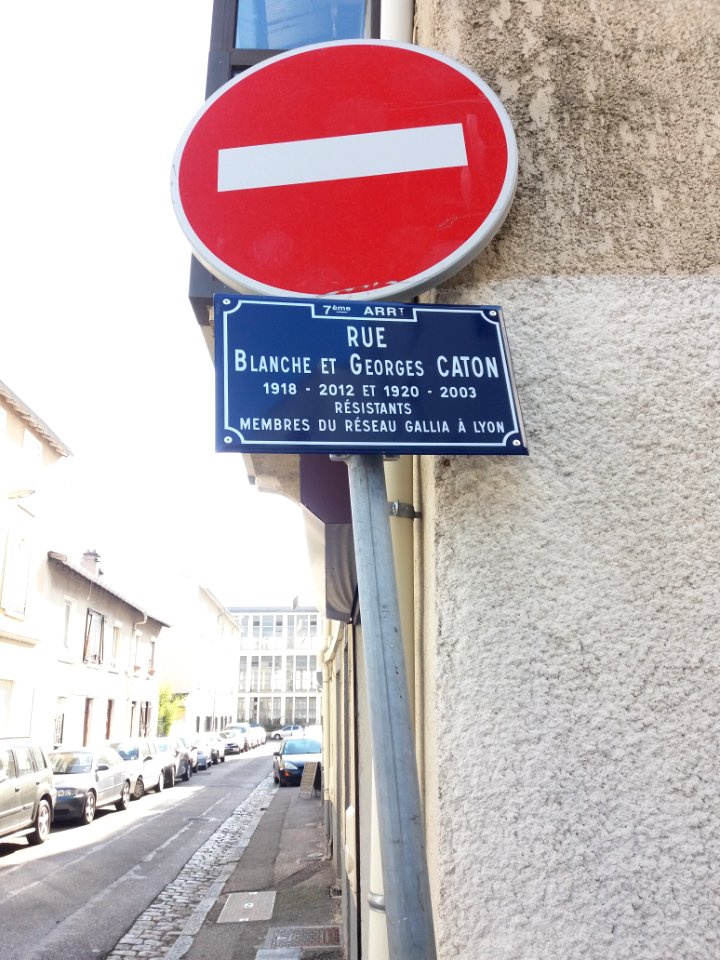 7ème ARRT
RUE
BLANCHE ET GEORGES CATON
1918 - 2012 ET 1920 - 2003
RÉSISTANTS
MEMBRES DU RÉSEAU GALLIA À LYON